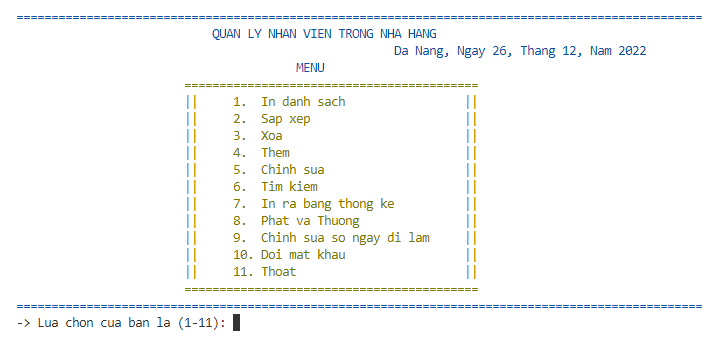 ==================================================================================================
QUAN LY NHAN VIEN TRONG NHA HANG
Da Nang, Ngay 26, Thang 12, Nam 2022
MENU
==========================================
|| 1. In danh sach ||
|| 2. Sap xep ||
|| 3. Xoa ||
|| 4. Them ||
|| 5. Chinh sua ||
|| 6. Tim kiem ||
|| 7. In ra bang thong ke ||
|| 8. Phat va Thuong ||
|| 9. Chinh sua so ngay di lam ||
|| 10. Doi mat khau ||
|| 11. Thoat ||
==========================================
==================================================================================================
-> Lua chon cua ban la (1-11):